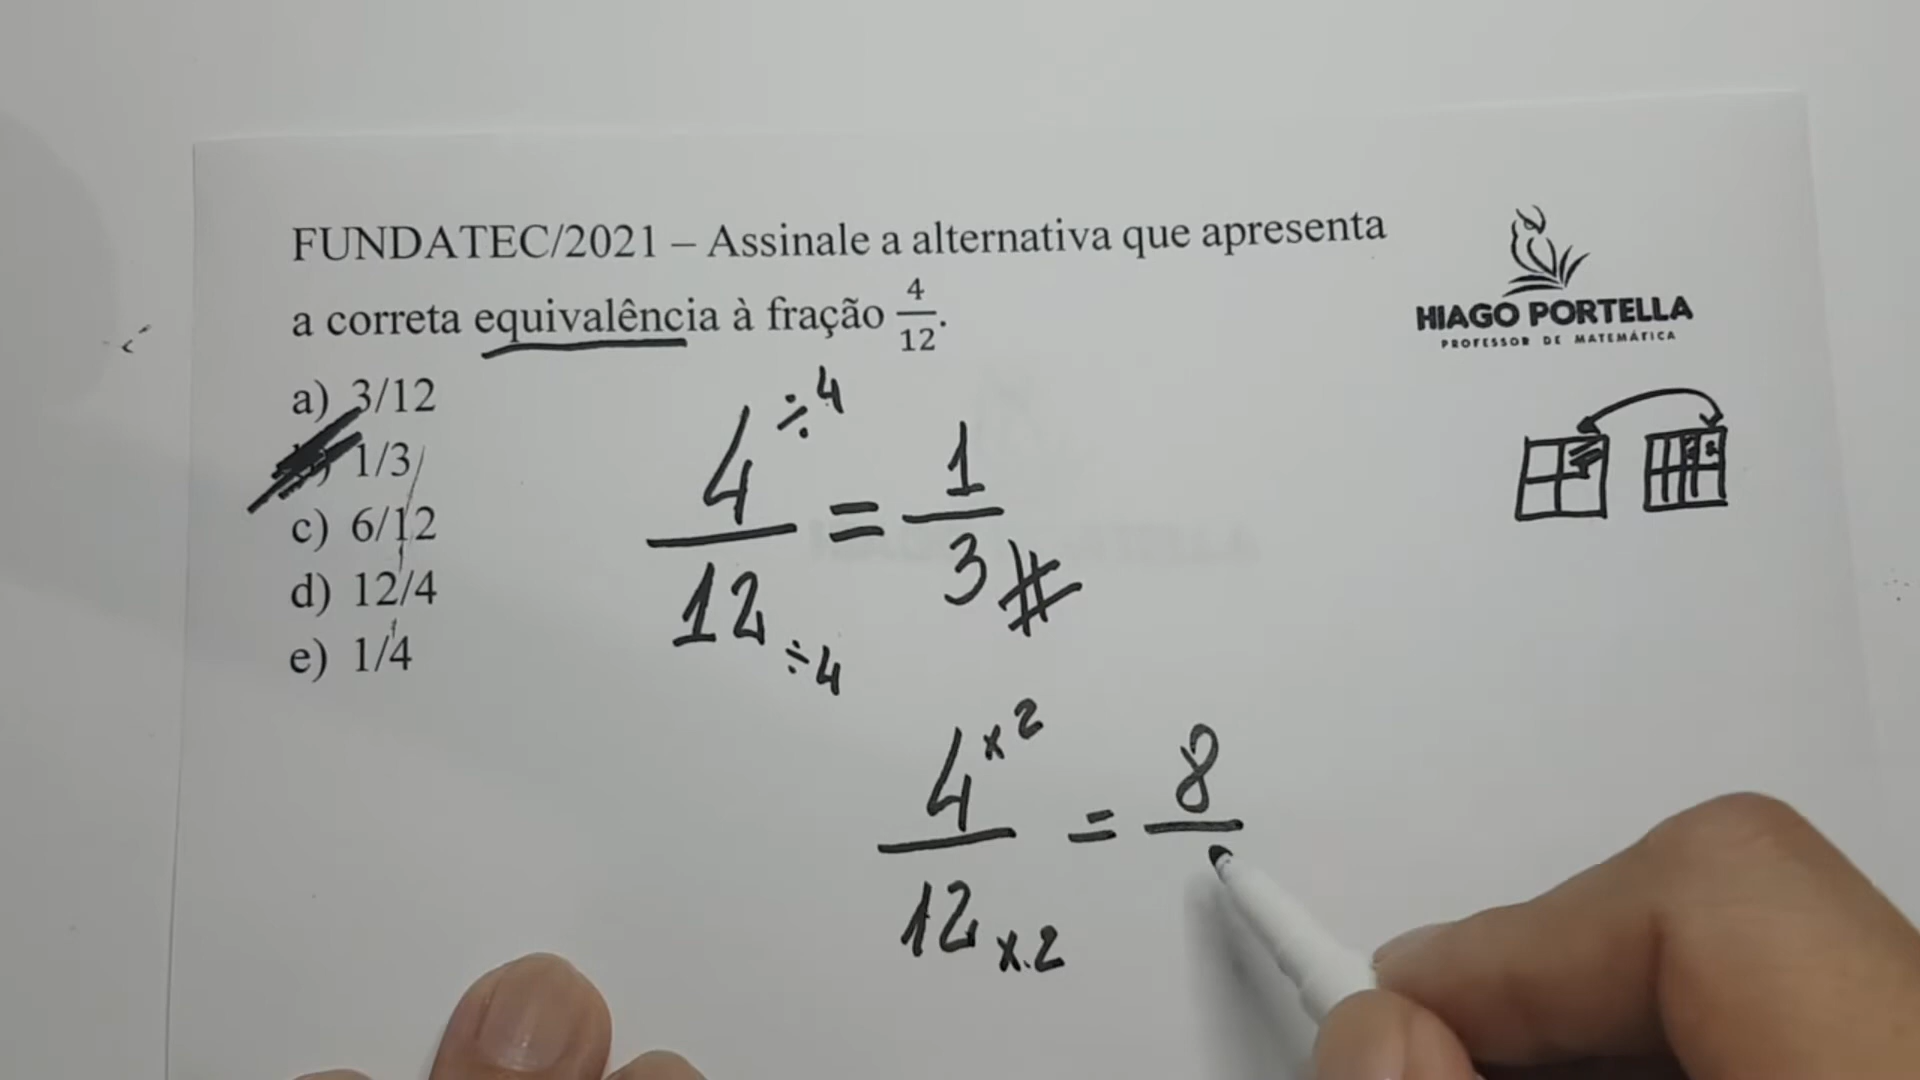 FUNDATEC/2021 – Assinale a alternativa que apresenta
a correta equivalência à fração 4/12.
HIAGO PORTELLA
PROFESSOR DE MATEMÁTICA
a) 3/12
1/3
c) 6/12
d) 12/4
e) 1/4
4 ÷4 / 12 ÷4 = 1/3 #
4 x2 / 12 x.2 = 8/